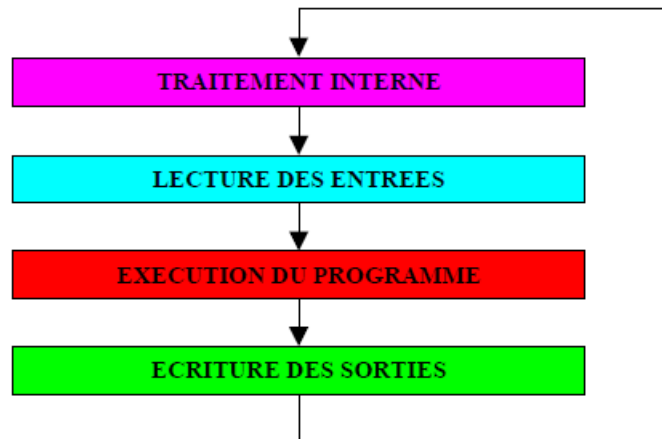 TRAITEMENT INTERNE
LECTURE DES ENTREES
EXECUTION DU PROGRAMME
ECRITURE DES SORTIES